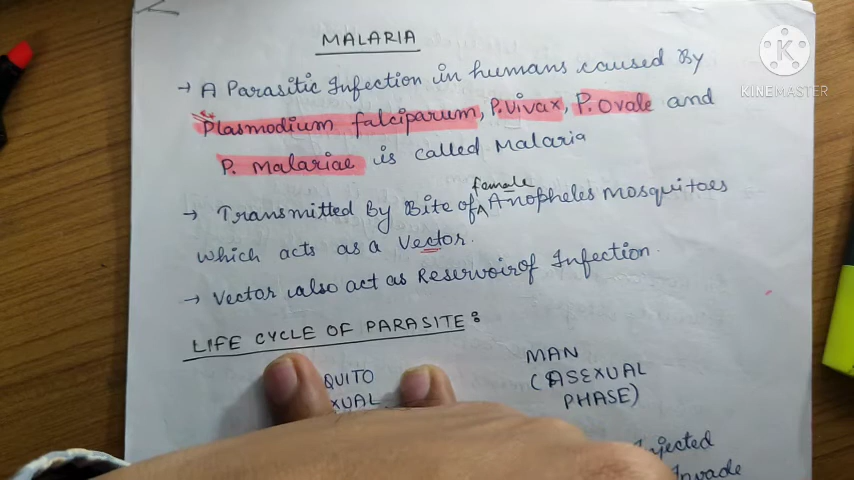 MALARIA
→ A Parasitic Infection in humans caused By
Plasmodium falciparum, P. Vivax, P. Ovale and
P. Malariae is called Malaria
→ Transmitted By Bite of female Anopheles mosquitoes
which acts as a Vector.
→ Vector also act as Reservoir of Infection.
LIFE CYCLE OF PARASITE:
QUITO
XUAL
MAN
(ASEXUAL
PHASE)
Injected
Invade
KINEMASTER